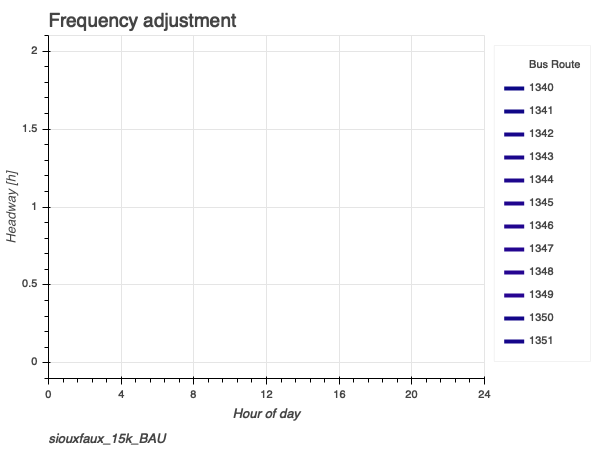 Frequency adjustment
Headway [h]
2
1.5
1
0.5
0
0 4 8 12 16 20 24
Hour of day
siouxfaux_15k_BAU
Bus Route
1340
1341
1342
1343
1344
1345
1346
1347
1348
1349
1350
1351